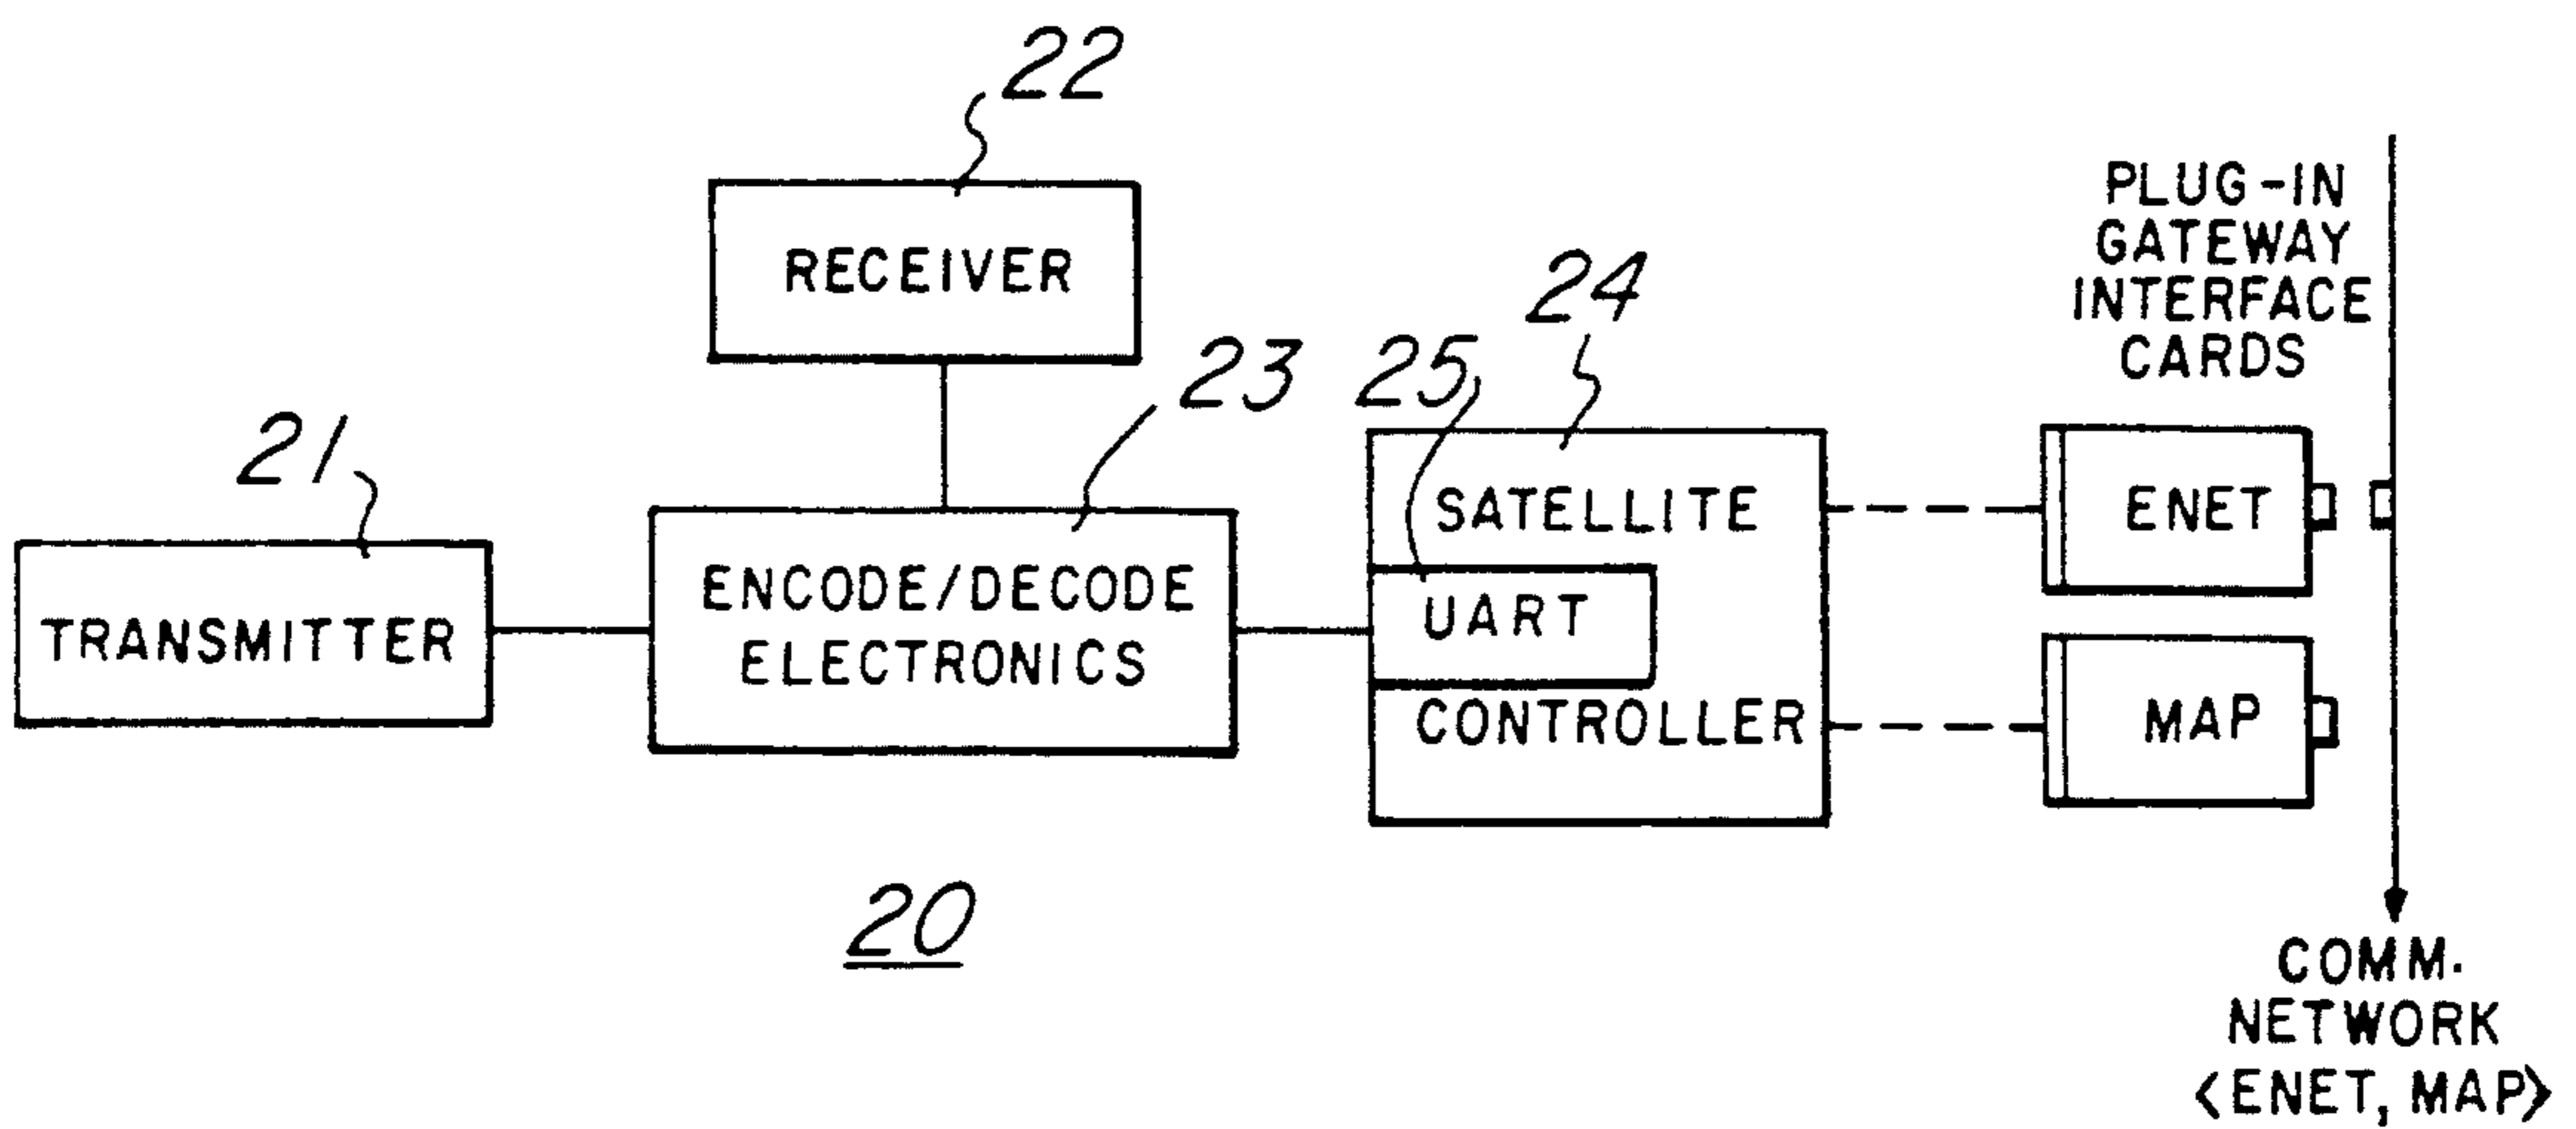 22
RECEIVER
21
TRANSMITTER
23
ENCODE/DECODE
ELECTRONICS
24
25
SATELLITE
UART
CONTROLLER
PLUG-IN
GATEWAY
INTERFACE
CARDS
ENET
MAP
20
COMM.
NETWORK
<ENET, MAP>